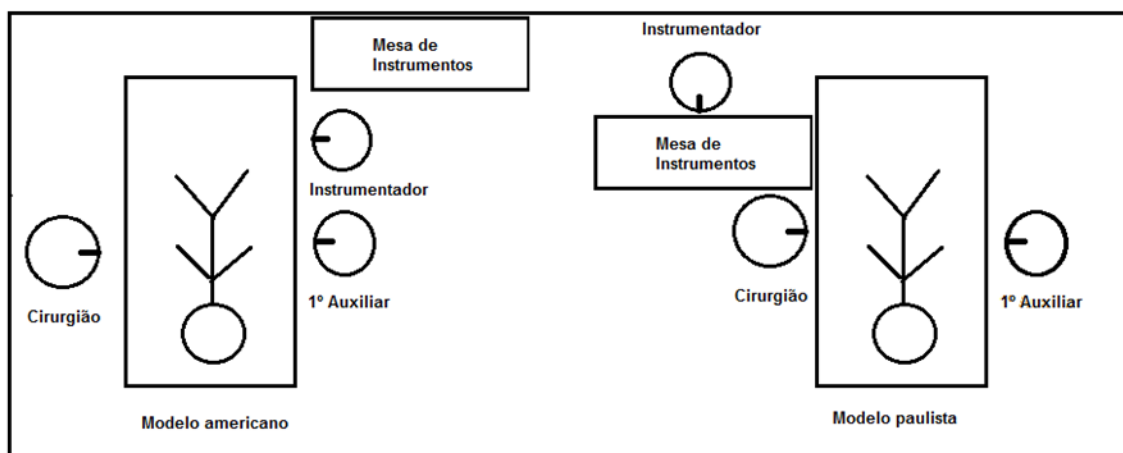 Mesa de
Instrumentos
Instrumentador
1º Auxiliar
Cirurgião
Modelo americano
Instrumentador
Mesa de
Instrumentos
Cirurgião
1º Auxiliar
Modelo paulista